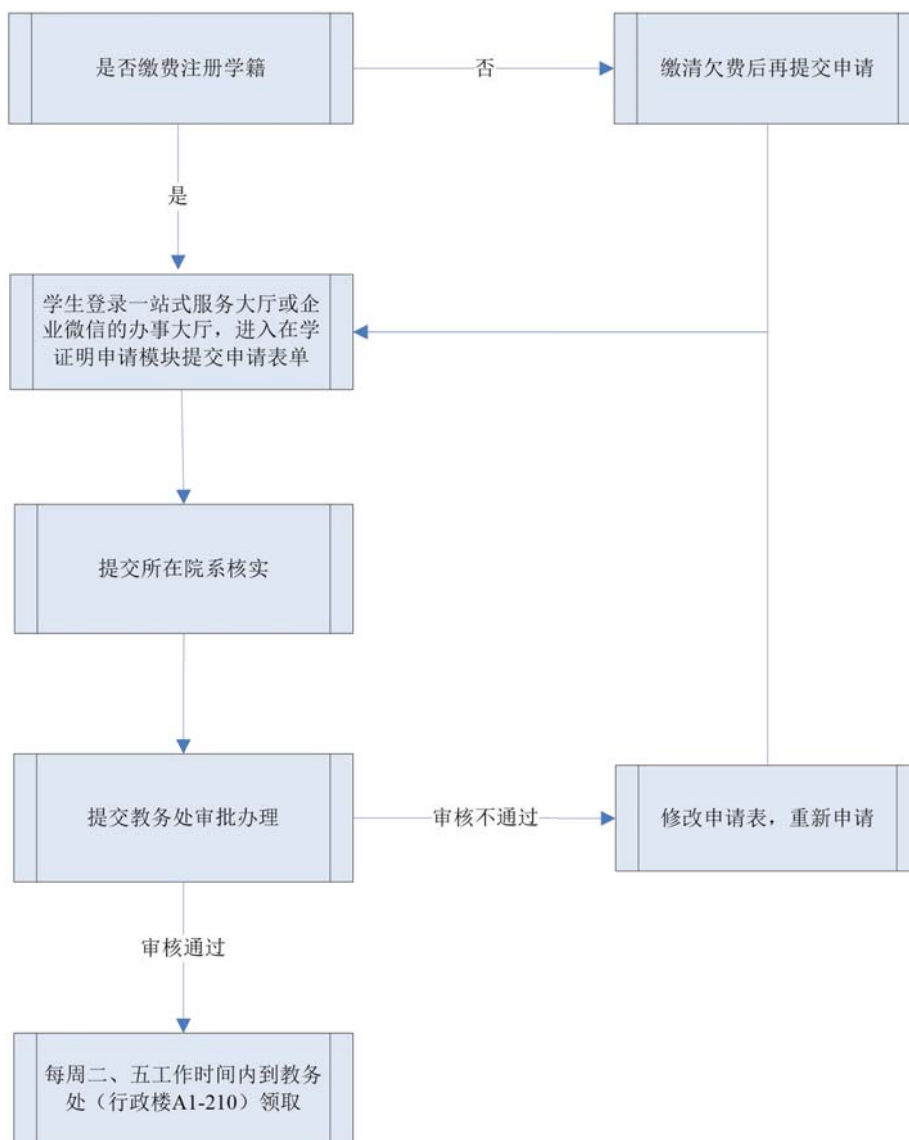 是否缴费注册学籍
否
缴清欠费后再提交申请
是
学生登录一站式服务大厅或企
业微信的办事大厅，进入在学
证明申请模块提交申请表单
提交所在院系核实
提交教务处审批办理
审核不通过
修改申请表，重新申请
审核通过
每周二、五工作时间内到教务
处（行政楼A1-210）领取